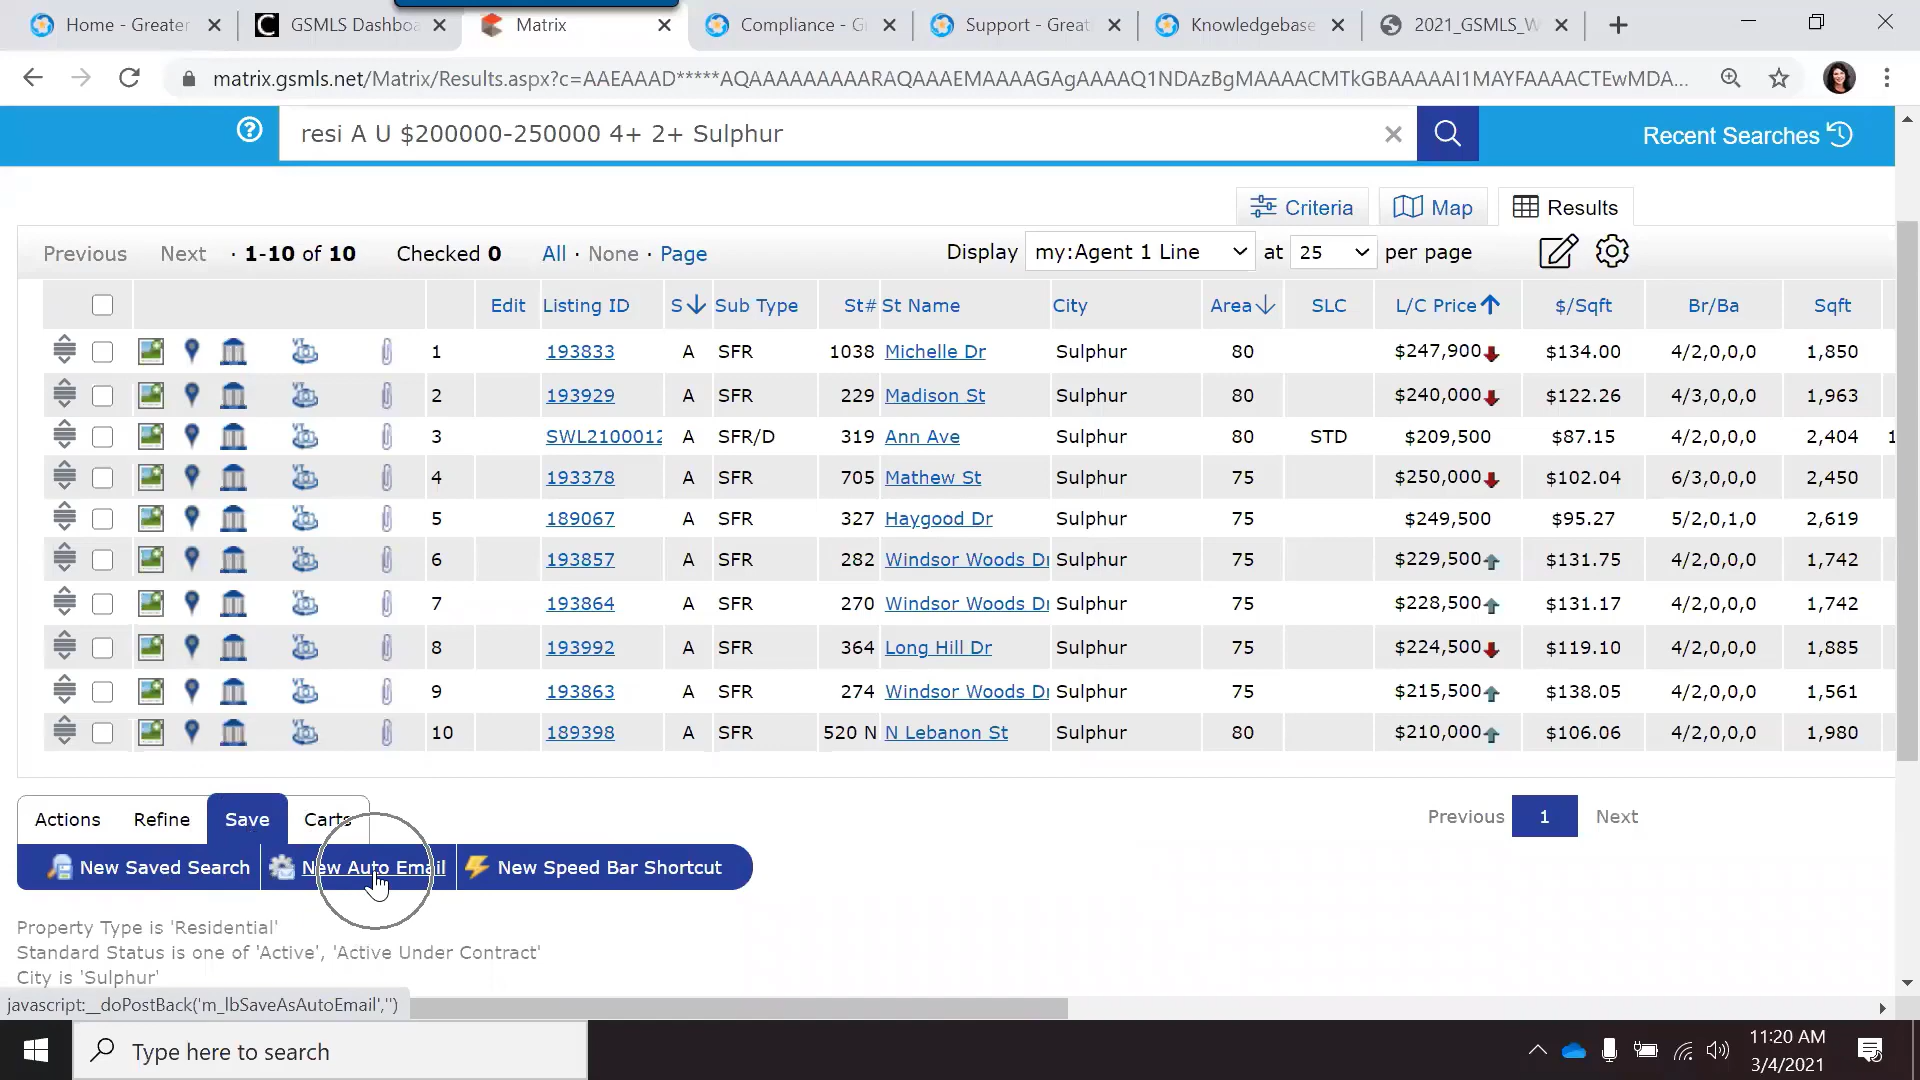 Home - Greater
GSMLS Dashbo
Matrix
Compliance - G
Support - Great
Knowledgebase
2021_GSMLS_W
matrix.gsmls.net/Matrix/Results.aspx?c=AAEAAAD*****AQAAAAAAAAARAQAAAEMAAAAGAgAAAAQ1NDAzBgMAAAACMTkGBAAAAAI1MAYFAAAACTEwMDA...
resi A U $200000-250000 4+ 2+ Sulphur
Recent Searches
Criteria Map Results
Previous Next · 1-10 of 10 Checked 0 All · None · Page Display my:Agent 1 Line at 25 per page
Edit Listing ID S Sub Type St# St Name City Area SLC L/C Price $/Sqft Br/Ba Sqft
1 193833 A SFR 1038 Michelle Dr Sulphur 80 $247,900 $134.00 4/2,0,0,0 1,850
2 193929 A SFR 229 Madison St Sulphur 80 $240,000 $122.26 4/3,0,0,0 1,963
3 SWL2100012 A SFR/D 319 Ann Ave Sulphur 80 STD $209,500 $87.15 4/2,0,0,0 2,404 1
4 193378 A SFR 705 Mathew St Sulphur 75 $250,000 $102.04 6/3,0,0,0 2,450
5 189067 A SFR 327 Haygood Dr Sulphur 75 $249,500 $95.27 5/2,0,1,0 2,619
6 193857 A SFR 282 Windsor Woods Dr Sulphur 75 $229,500 $131.75 4/2,0,0,0 1,742
7 193864 A SFR 270 Windsor Woods Dr Sulphur 75 $228,500 $131.17 4/2,0,0,0 1,742
8 193992 A SFR 364 Long Hill Dr Sulphur 75 $224,500 $119.10 4/2,0,0,0 1,885
9 193863 A SFR 274 Windsor Woods Dr Sulphur 75 $215,500 $138.05 4/2,0,0,0 1,561
10 189398 A SFR 520 N N Lebanon St Sulphur 80 $210,000 $106.06 4/2,0,0,0 1,980
Actions Refine Save Carts
Previous 1 Next
New Saved Search New Auto Email New Speed Bar Shortcut
Property Type is 'Residential'
Standard Status is one of 'Active', 'Active Under Contract'
City is 'Sulphur'
javascript:__doPostBack('m_lbSaveAsAutoEmail','')
Type here to search
11:20 AM
3/4/2021